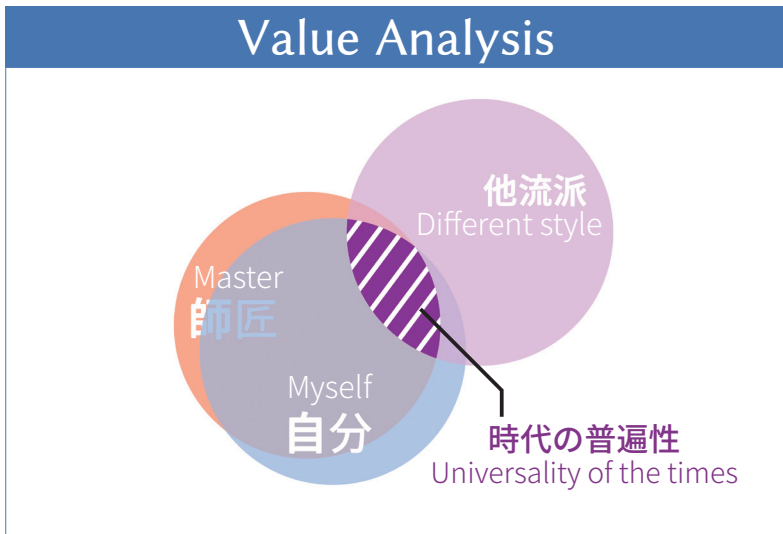 Value Analysis
他流派
Different style
Master
師匠
Myself
自分
時代の普遍性
Universality of the times